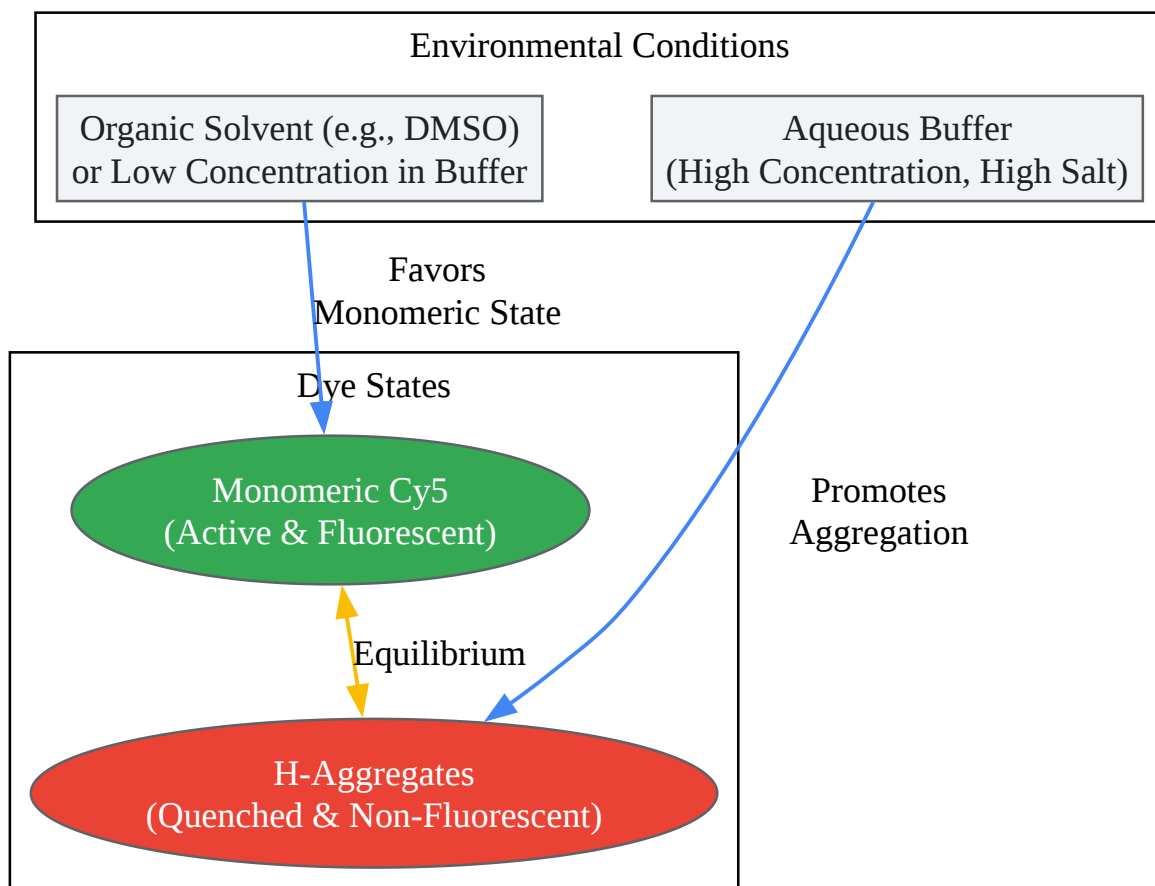 Environmental Conditions
Organic Solvent (e.g., DMSO)
or Low Concentration in Buffer
Aqueous Buffer
(High Concentration, High Salt)
Favors
Monomeric State
Dye States
Monomeric Cy5
(Active & Fluorescent)
Promotes
Aggregation
Equilibrium
H-Aggregates
(Quenched & Non-Fluorescent)